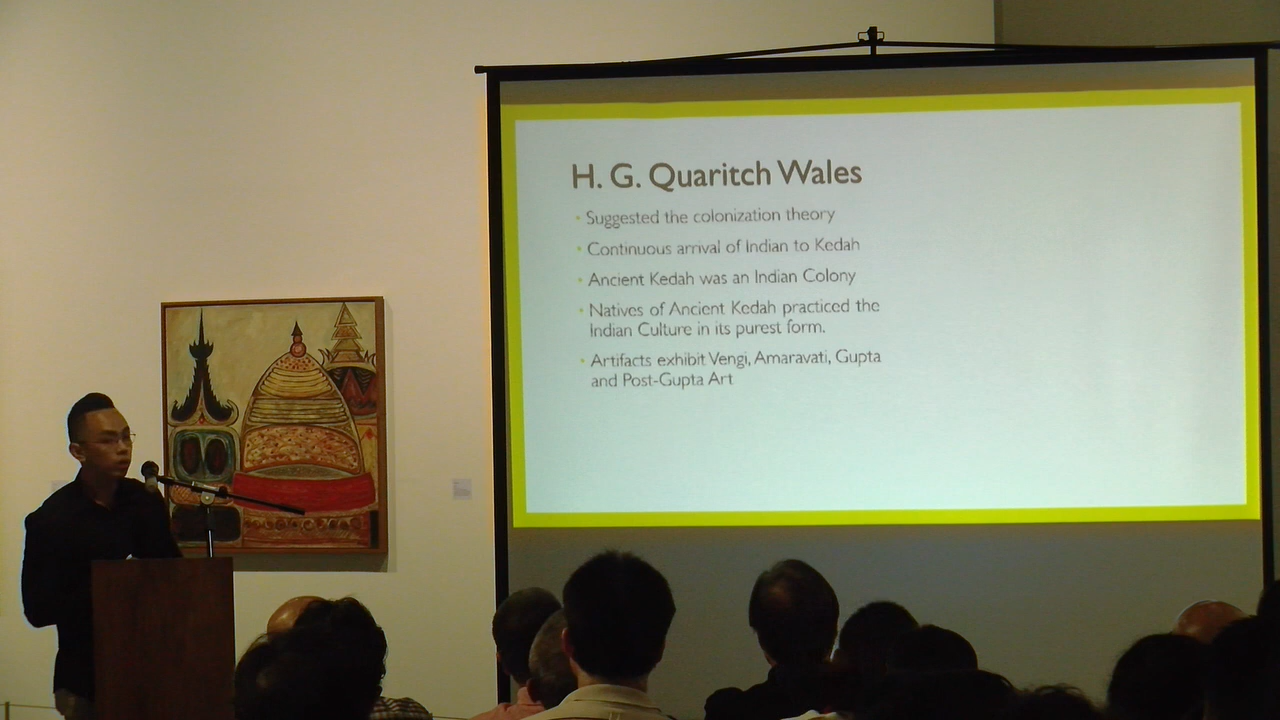 H. G. Quaritch Wales
• Suggested the colonization theory
• Continuous arrival of Indian to Kedah
• Ancient Kedah was an Indian Colony
• Natives of Ancient Kedah practiced the
Indian Culture in its purest form.
• Artifacts exhibit Vengi, Amaravati, Gupta
and Post-Gupta Art